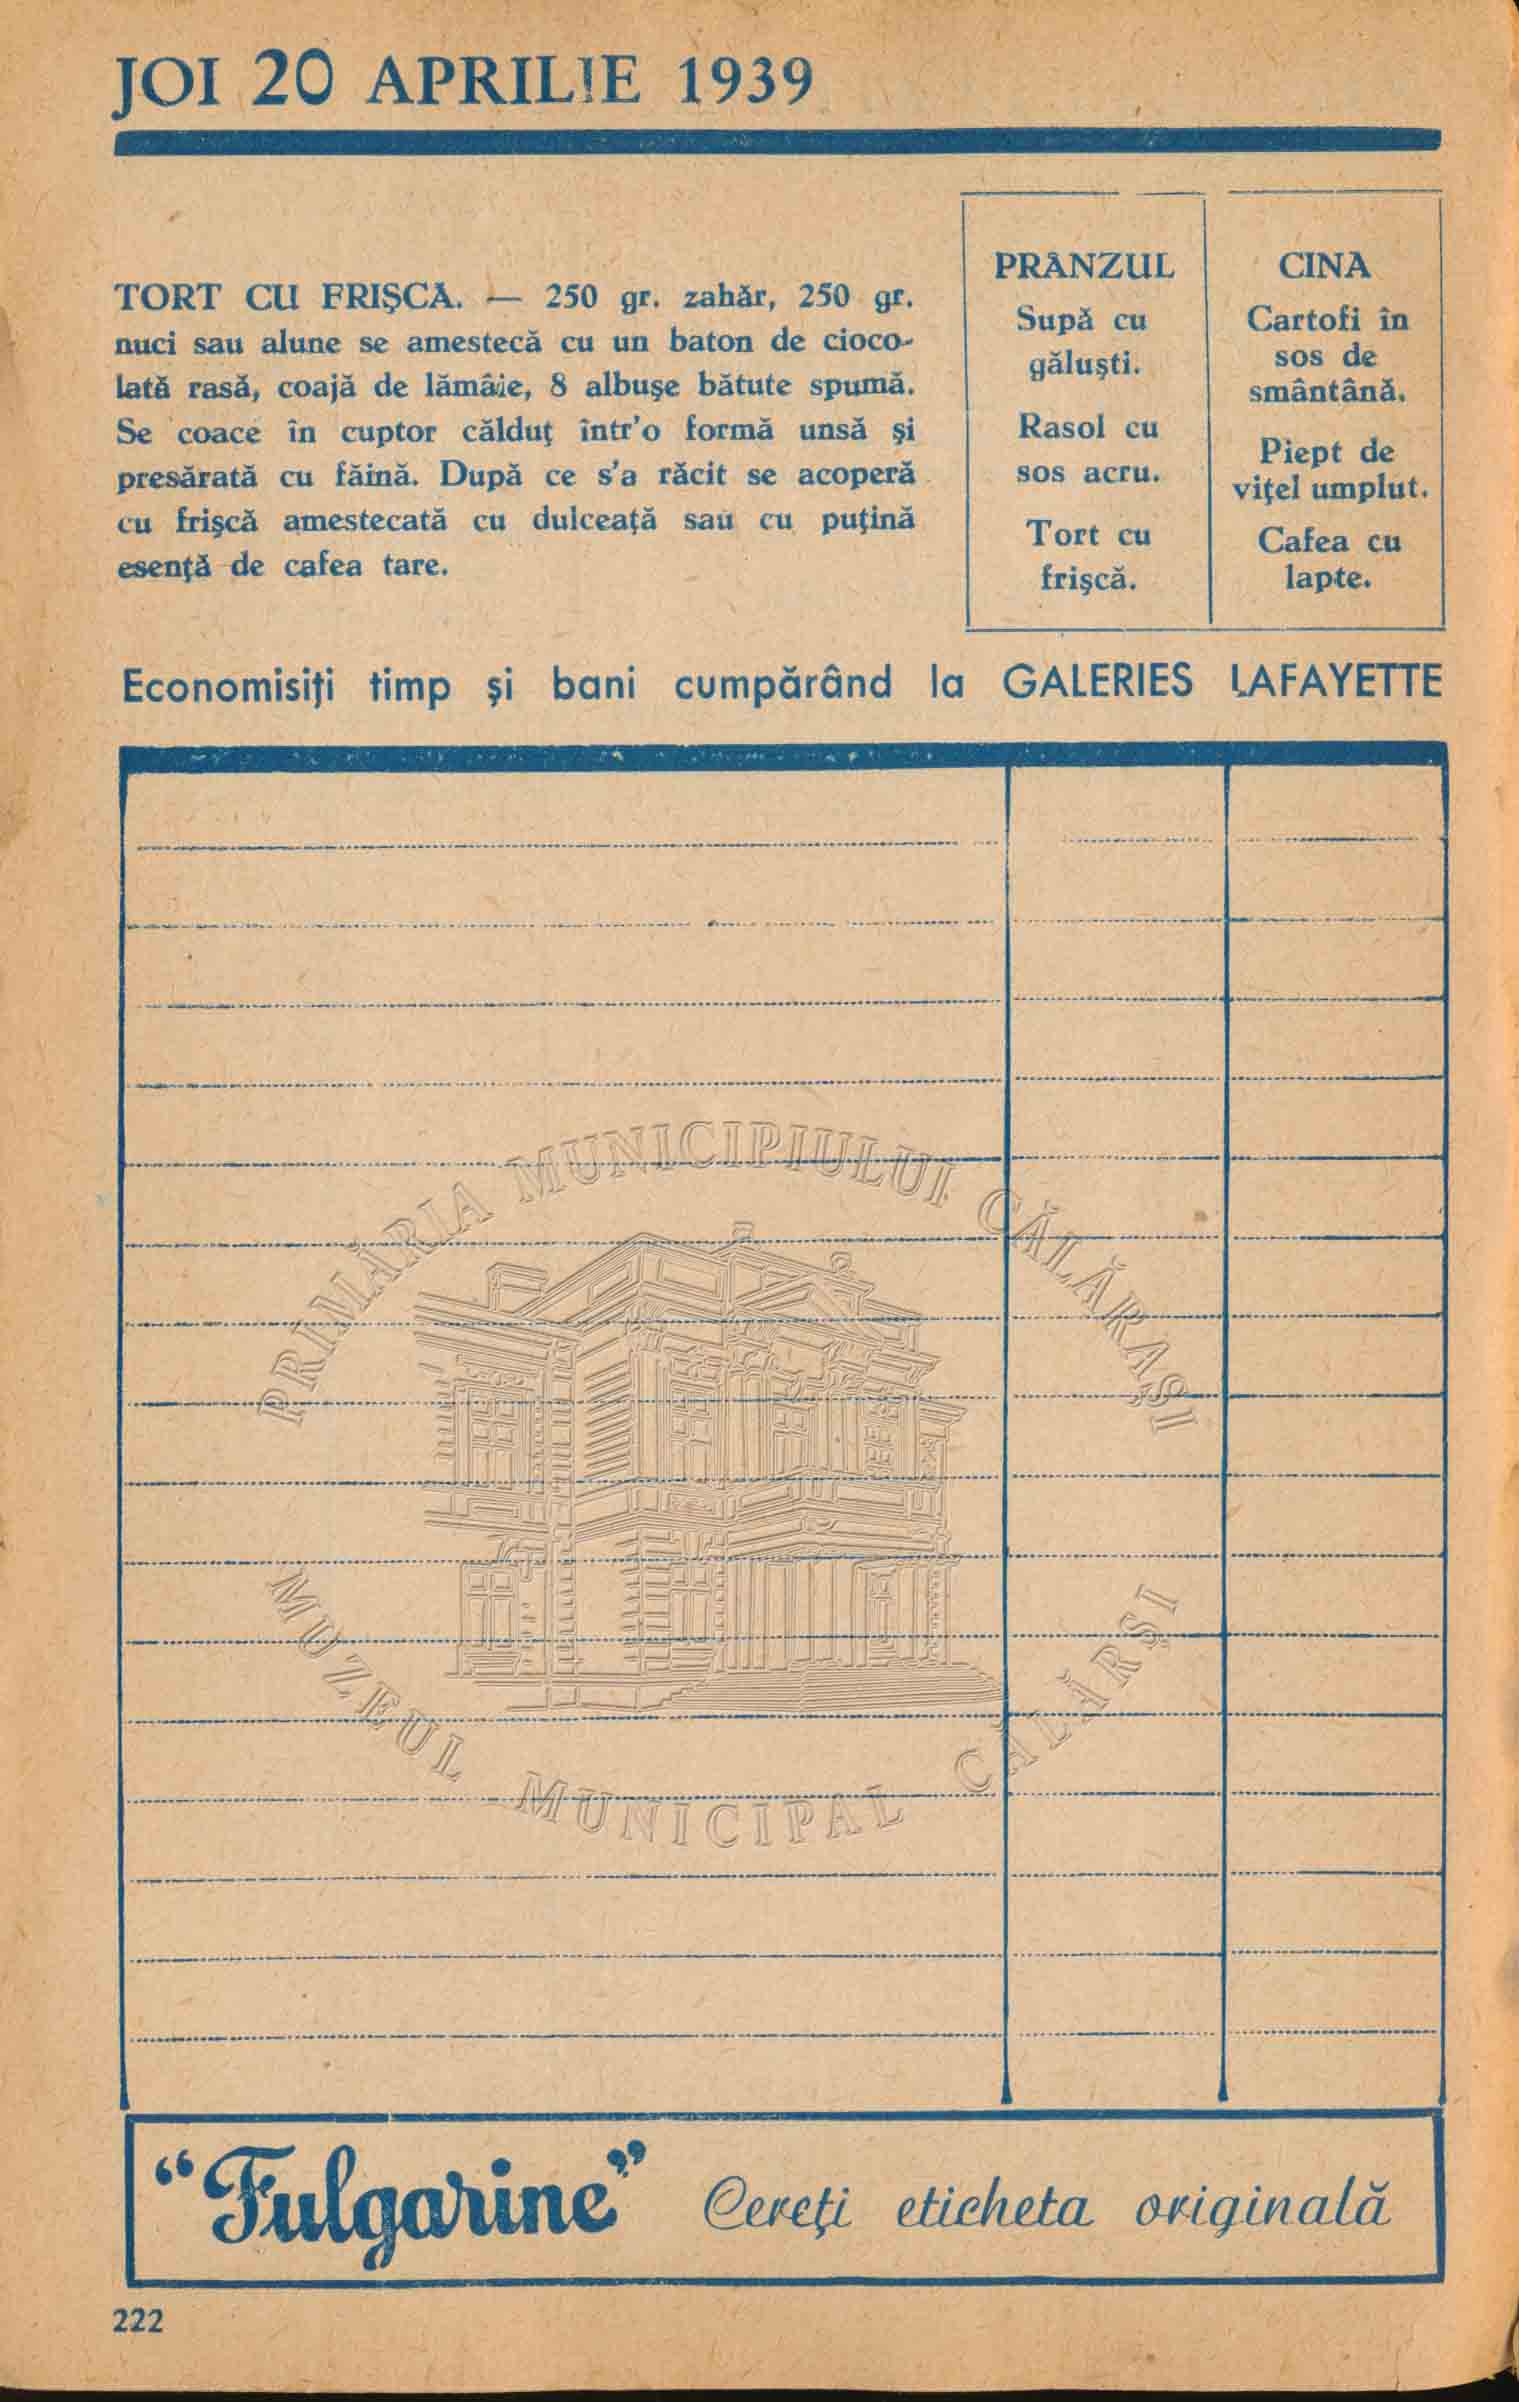 JOI 20 APRILIE 1939
TORT CU FRIŞCĂ. — 250 gr. zahăr, 250 gr.
nuci sau alune se amestecă cu un baton de cioco-
lată rasă, coajă de lămâie, 8 albuşe bătute spumă.
Se coace în cuptor călduţ într'o formă unsă şi
presărată cu făină. După ce s'a răcit se acoperă
cu frişcă amestecată cu dulceaţă sau cu puţină
esenţă de cafea tare.
PRÂNZUL
Supă cu
găluşti.
Rasol cu
sos acru.
Tort cu
frişcă.
CINA
Cartofi în
sos de
smântână.
Piept de
viţel umplut.
Cafea cu
lapte.
Economisiţi timp şi bani cumpărând la GALERIES LAFAYETTE
PRIMĂRIA MUNICIPIULUI CĂLĂRAŞI
MUZEUL MUNICIPAL CĂLĂRŞI
"Fulgarine" Cereţi eticheta originală
222